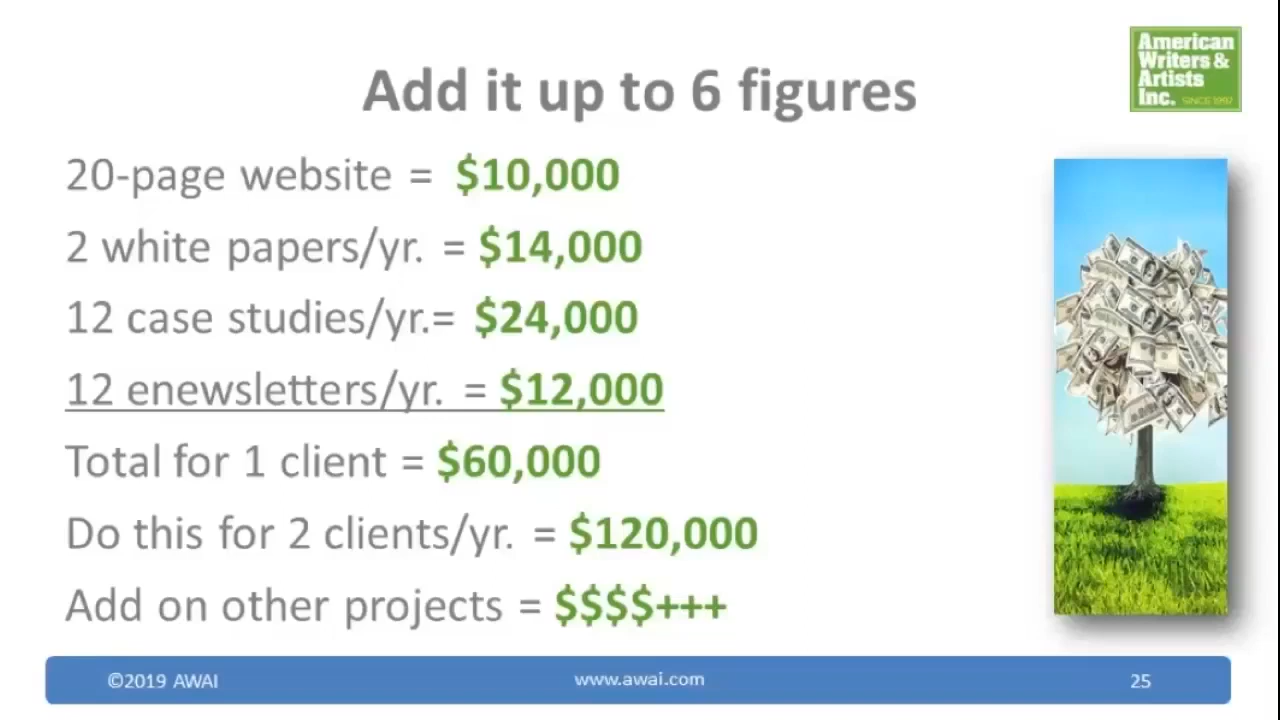 American
Writers &
Artists
Inc. SINCE 1997
Add it up to 6 figures
20-page website = $10,000
2 white papers/yr. = $14,000
12 case studies/yr.= $24,000
12 enewsletters/yr. = $12,000
Total for 1 client = $60,000
Do this for 2 clients/yr. = $120,000
Add on other projects = $$$$+++
©2019 AWAI
www.awai.com
25